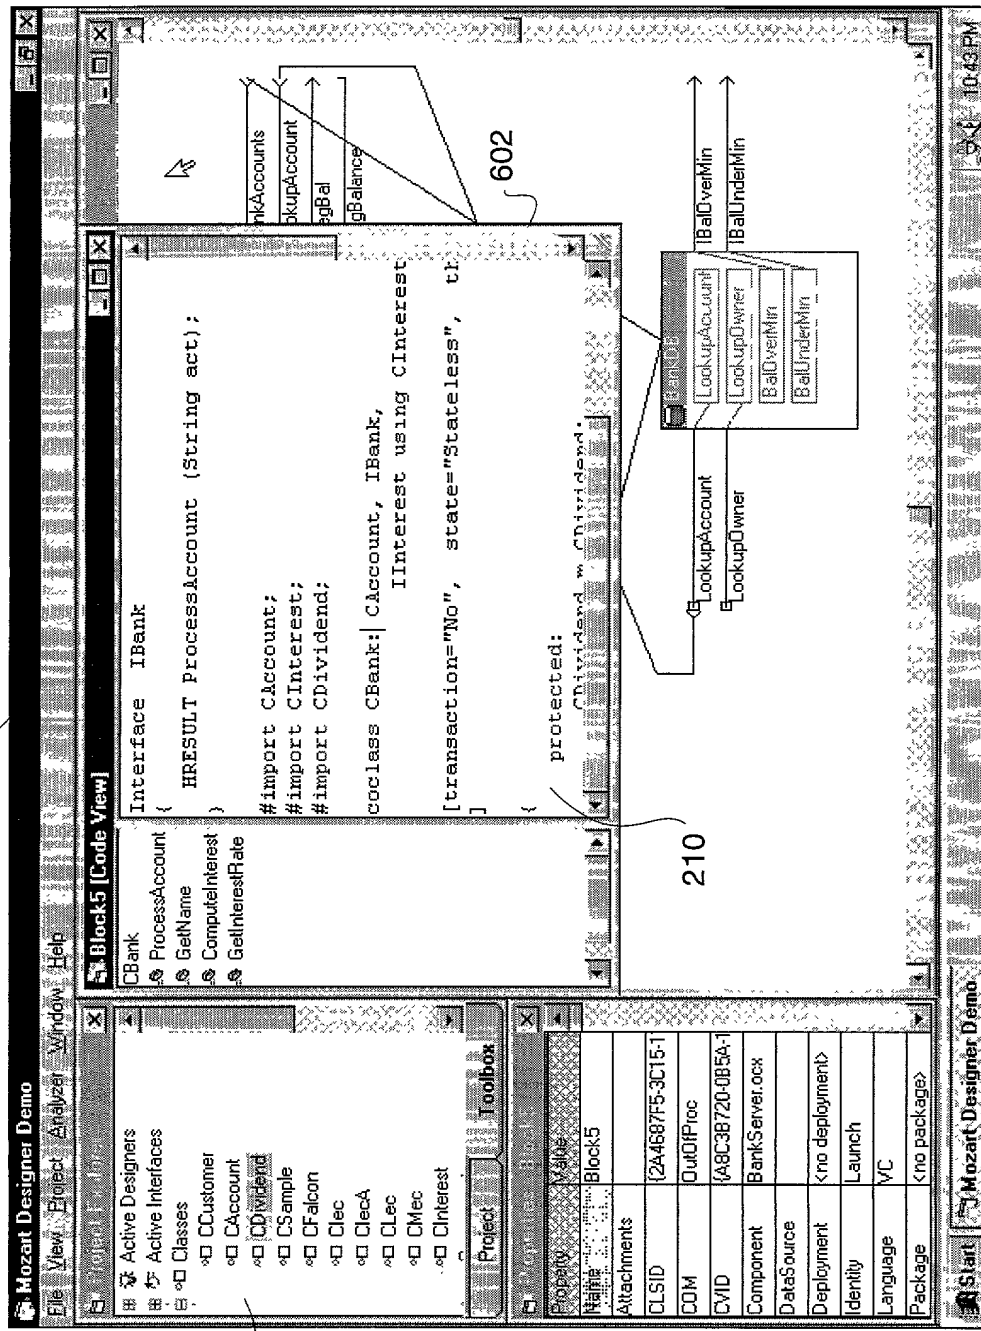 Mozart Designer Demo
File View Project Analyzer Window Help
Active Designers
Active Interfaces
Classes
CCustomer
CAccount
CDividend
CSample
CFalcon
CIec
CIecA
CLec
CMec
CInterest
Project
Toolbox
Property Value
Name Block5
Attachments
CLSID {2A4687F5-3C15-1
COM OutOfProc
CVID {A8C3B720-0B5A-1
Component BankServer.ocx
DataSource
Deployment <no deployment>
Identity Launch
Language VC
Package <no package>
Block5 [Code View]
CBank
ProcessAccount
GetName
ComputeInterest
GetInterestRate
Interface IBank
{
HRESULT ProcessAccount (String act);
}
#import CAccount;
#import CInterest;
#import CDividend;
coclass CBank: CAccount, IBank,
IInterest using CInterest
[transaction="No", state="Stateless", th
]
{
protected:
CDividend m_CDividend;
210
602
nkAccounts
okupAccount
egBal
gBalance
LookupAccount
LookupOwner
BankDB
LookupAccount
LookupOwner
BalOverMin
BalUnderMin
IBalOverMin
IBalUnderMin
Start
Mozart Designer Demo
10:43 PM